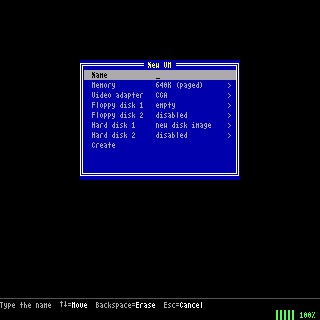 New VM
Name _
Memory 640K (paged) >
Video adapter CGA >
Floppy disk 1 empty >
Floppy disk 2 disabled >
Hard disk 1 new disk image >
Hard disk 2 disabled >
Create
Type the name ↑↓=Move Backspace=Erase Esc=Cancel
100%